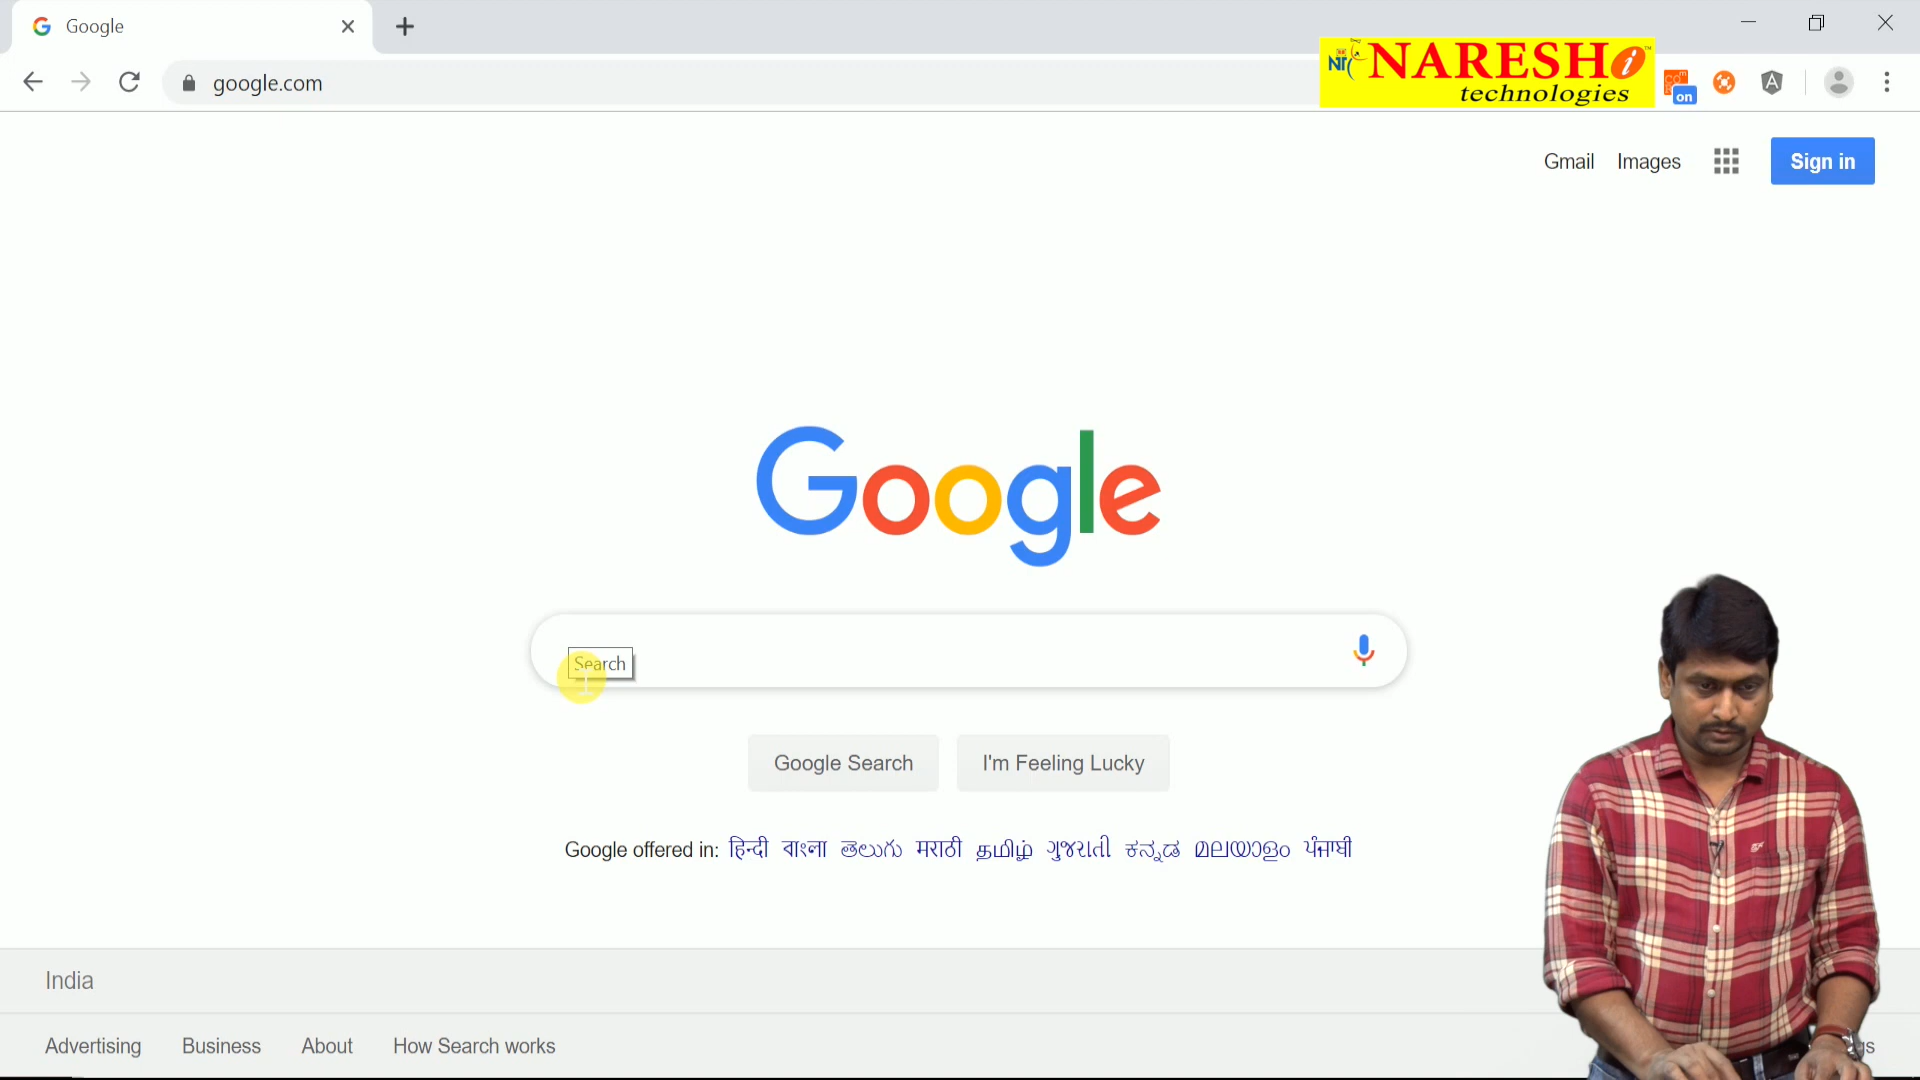 Google
google.com
NARESH i
technologies
on
Gmail Images
Sign in
Google
Search
Google Search
I'm Feeling Lucky
Google offered in: हिन्दी বাংলা తెలుగు मराठी தமிழ் ગુજરાતી ಕನ್ನಡ മലയാളം ਪੰਜਾਬੀ
India
Advertising Business About How Search works